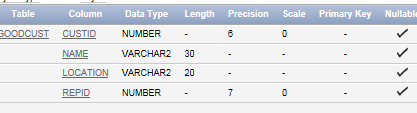 Table Column Data Type Length Precision Scale Primary Key Nullable
GOODCUST CUSTID NUMBER - 6 0 - ✓
NAME VARCHAR2 30 - - - ✓
LOCATION VARCHAR2 20 - - - ✓
REPID NUMBER - 7 0 - ✓